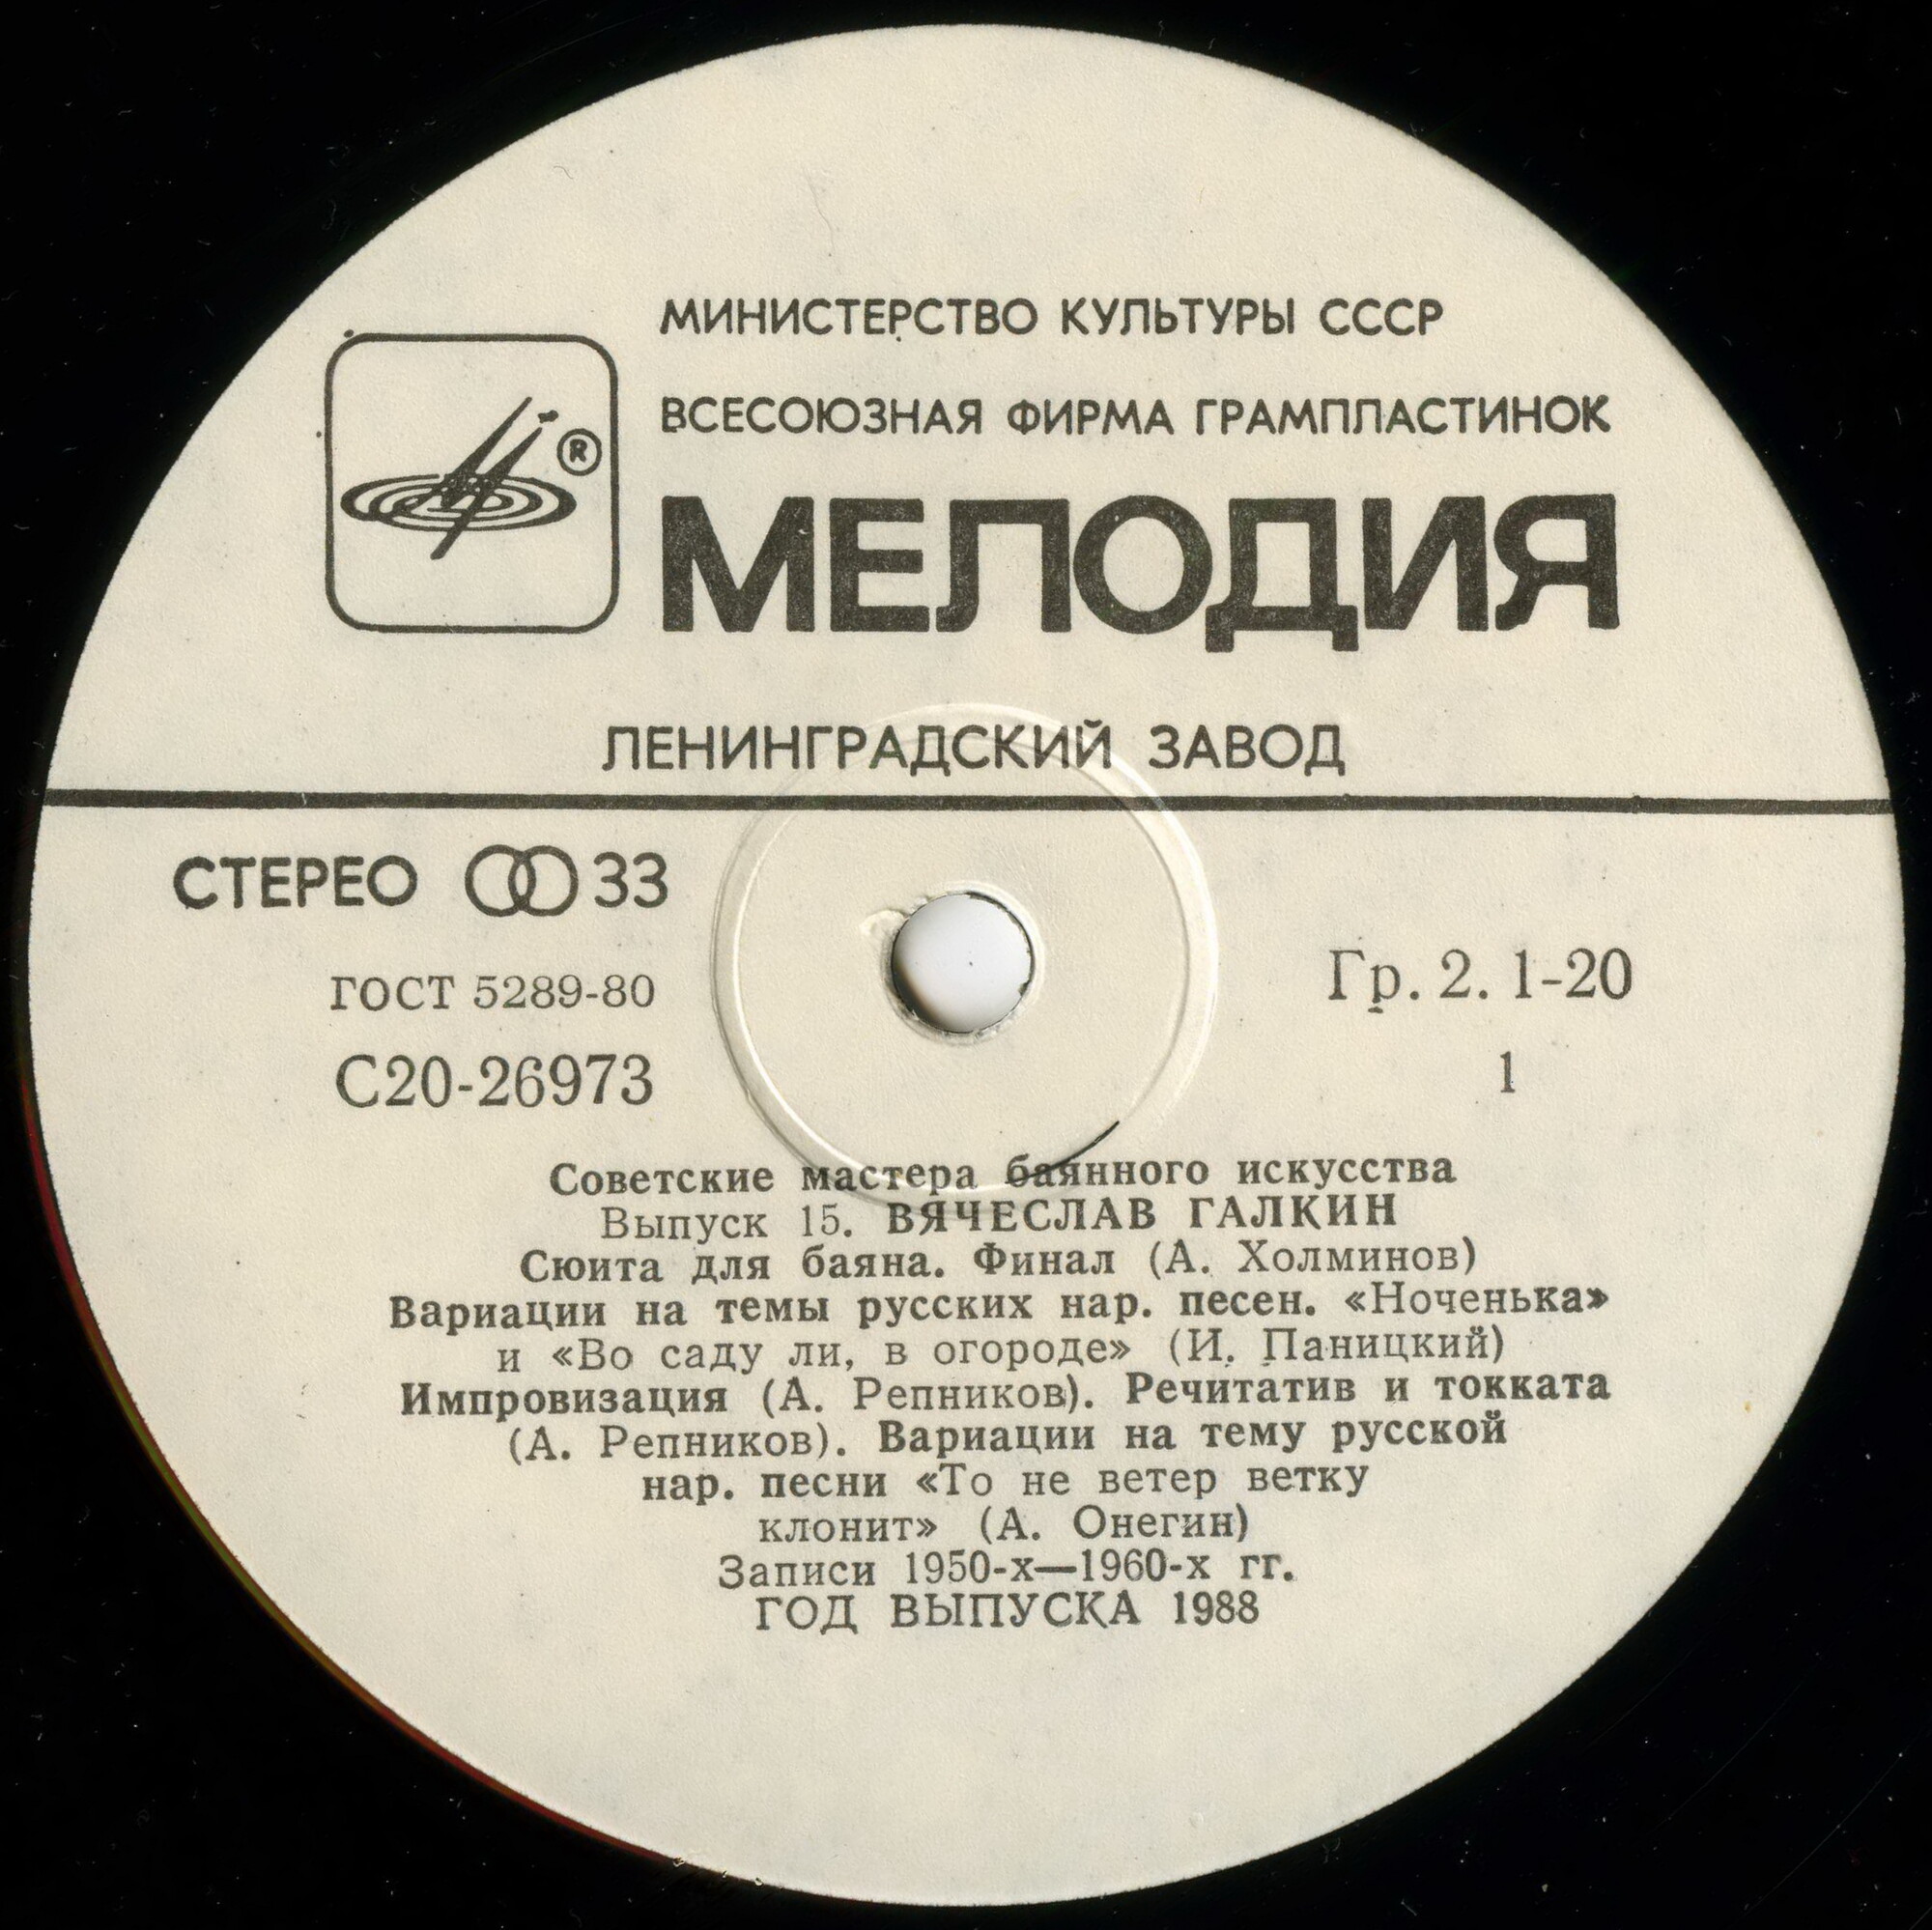 МИНИСТЕРСТВО КУЛЬТУРЫ СССР
ВСЕСОЮЗНАЯ ФИРМА ГРАМПЛАСТИНОК
®
МЕЛОДИЯ
ЛЕНИНГРАДСКИЙ ЗАВОД
СТЕРЕО 33
ГОСТ 5289-80
Гр. 2. 1-20
С20-26973
1
Советские мастера баянного искусства
Выпуск 15. ВЯЧЕСЛАВ ГАЛКИН
Сюита для баяна. Финал (А. Холминов)
Вариации на темы русских нар. песен. «Ноченька»
и «Во саду ли, в огороде» (И. Паницкий)
Импровизация (А. Репников). Речитатив и токката
(А. Репников). Вариации на тему русской
нар. песни «То не ветер ветку
клонит» (А. Онегин)
Записи 1950-х—1960-х гг.
ГОД ВЫПУСКА 1988